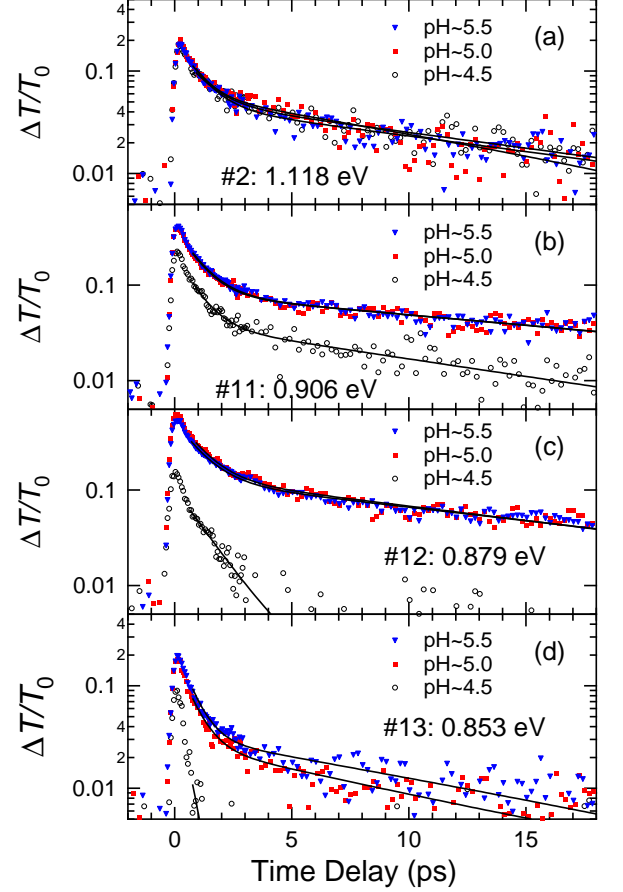 4
2
0.1
4
2
0.01
ΔT/T0
pH~5.5
pH~5.0
pH~4.5
(a)
#2: 1.118 eV
0.1
0.01
ΔT/T0
pH~5.5
pH~5.0
pH~4.5
(b)
#11: 0.906 eV
0.1
0.01
ΔT/T0
pH~5.5
pH~5.0
pH~4.5
(c)
#12: 0.879 eV
4
2
0.1
4
2
0.01
ΔT/T0
pH~5.5
pH~5.0
pH~4.5
(d)
#13: 0.853 eV
0 5 10 15
Time Delay (ps)